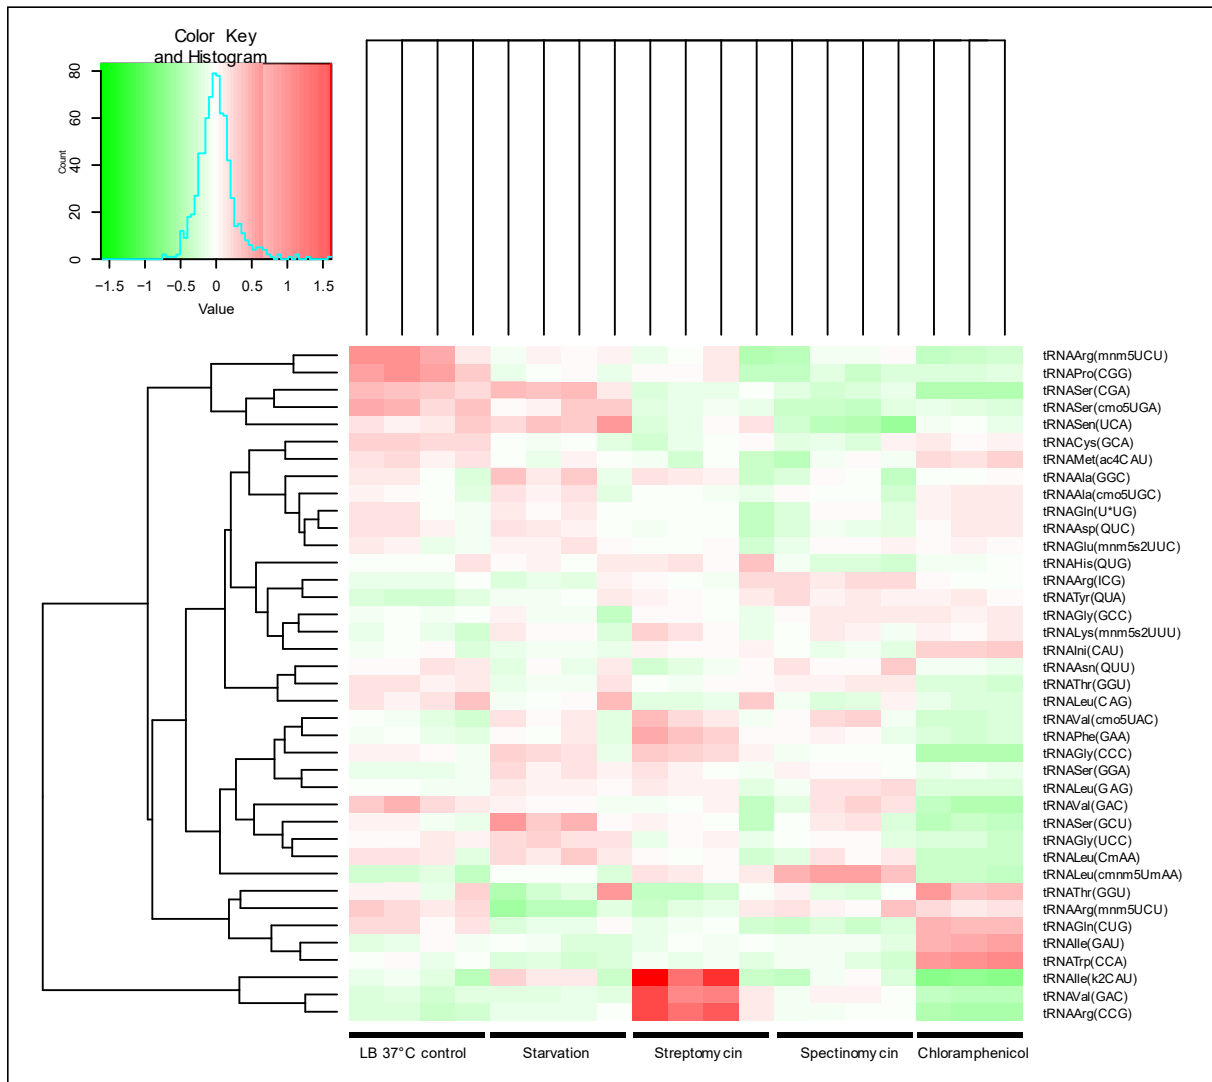 Color Key
and Histogram
Count
0 20 40 60 80
−1.5 −1 −0.5 0 0.5 1 1.5
Value
tRNAArg(mnm5UCU)
tRNAPro(CGG)
tRNASer(CGA)
tRNASer(cmo5UGA)
tRNASen(UCA)
tRNACys(GCA)
tRNAMet(ac4CAU)
tRNAAla(GGC)
tRNAAla(cmo5UGC)
tRNAGln(U*UG)
tRNAAsp(QUC)
tRNAGlu(mnm5s2UUC)
tRNAHis(QUG)
tRNAArg(ICG)
tRNATyr(QUA)
tRNAGly(GCC)
tRNALys(mnm5s2UUU)
tRNAIni(CAU)
tRNAAsn(QUU)
tRNAThr(GGU)
tRNALeu(CAG)
tRNAVal(cmo5UAC)
tRNAPhe(GAA)
tRNAGly(CCC)
tRNASer(GGA)
tRNALeu(GAG)
tRNAVal(GAC)
tRNASer(GCU)
tRNAGly(UCC)
tRNALeu(CmAA)
tRNALeu(cmnm5UmAA)
tRNAThr(GGU)
tRNAArg(mnm5UCU)
tRNAGln(CUG)
tRNAIle(GAU)
tRNATrp(CCA)
tRNAIle(k2CAU)
tRNAVal(GAC)
tRNAArg(CCG)
LB 37°C control Starvation Streptomycin Spectinomycin Chloramphenicol